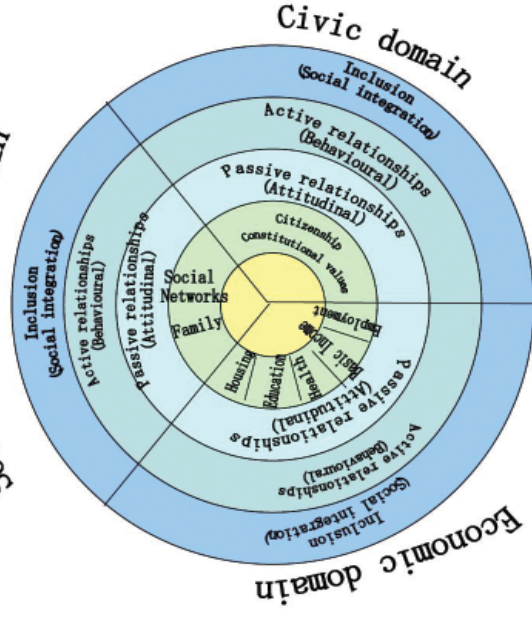 Civic domain
Inclusion
(Social integration)
Active relationships
(Behavioural)
Passive relationships
(Attitudinal)
Citizenship
Constitutional values
Inclusion
(Social integration)
Active relationships
(Behavioural)
Passive relationships
(Attitudinal)
Social
Networks
Family
Employment
Basic Income
Health
Education
Housing
Passive relationships
(Attitudinal)
Active relationships
(Behavioural)
Inclusion
(Social integration)
Economic domain